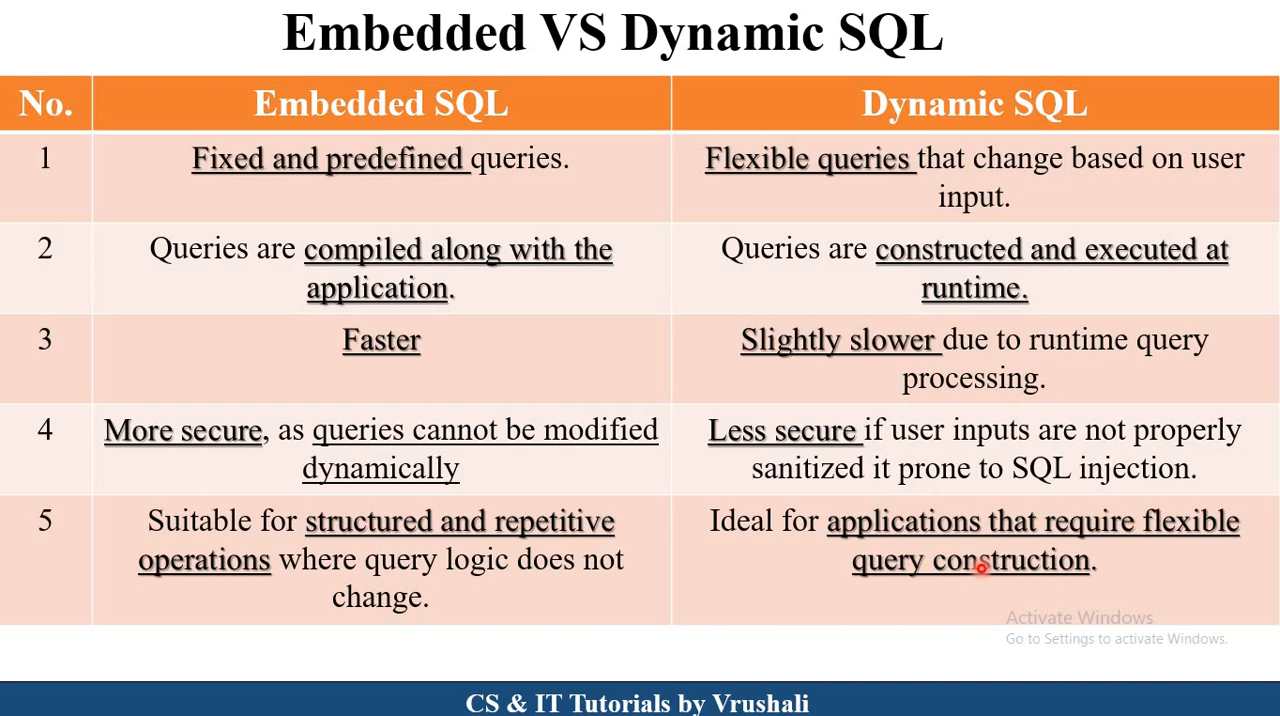 Embedded VS Dynamic SQL
No. Embedded SQL Dynamic SQL
1 Fixed and predefined queries. Flexible queries that change based on user
input.
2 Queries are compiled along with the Queries are constructed and executed at
application. runtime.
3 Faster Slightly slower due to runtime query
processing.
4 More secure, as queries cannot be modified Less secure if user inputs are not properly
dynamically sanitized it prone to SQL injection.
5 Suitable for structured and repetitive Ideal for applications that require flexible
operations where query logic does not query construction.
change.
Activate Windows
Go to Settings to activate Windows.
CS & IT Tutorials by Vrushali